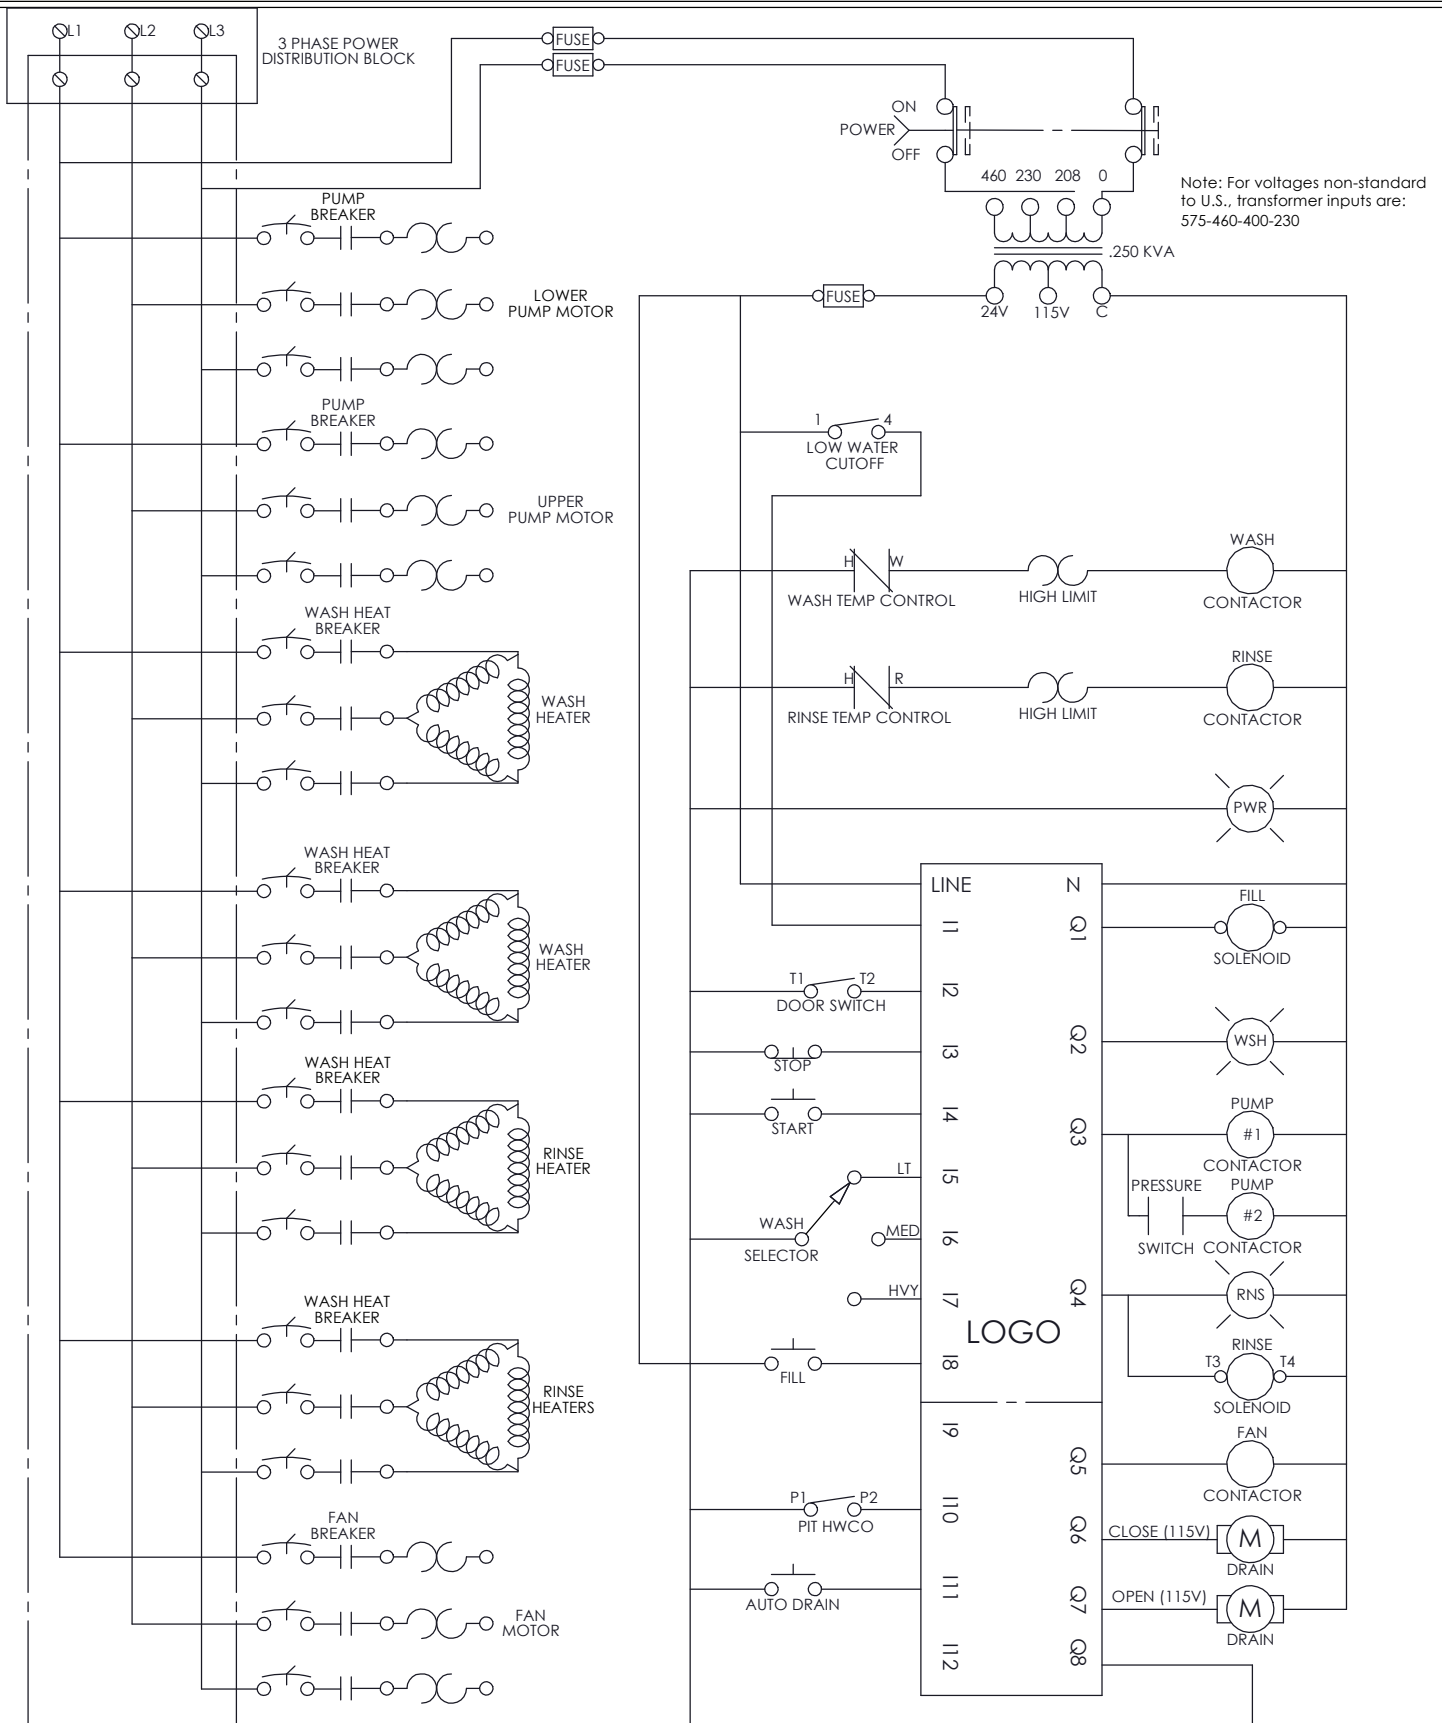 L1
L2
L3
3 PHASE POWER
DISTRIBUTION BLOCK
FUSE
FUSE
ON
POWER
OFF
460 230 208 0
Note: For voltages non-standard
to U.S., transformer inputs are:
575-460-400-230
.250 KVA
FUSE
24V
115V
C
PUMP
BREAKER
LOWER
PUMP MOTOR
PUMP
BREAKER
UPPER
PUMP MOTOR
WASH HEAT
BREAKER
WASH
HEATER
WASH HEAT
BREAKER
WASH
HEATER
WASH HEAT
BREAKER
RINSE
HEATER
WASH HEAT
BREAKER
RINSE
HEATERS
FAN
BREAKER
FAN
MOTOR
1
4
LOW WATER
CUTOFF
H
W
WASH TEMP CONTROL
HIGH LIMIT
WASH
CONTACTOR
H
R
RINSE TEMP CONTROL
HIGH LIMIT
RINSE
CONTACTOR
PWR
LINE
N
I1
Q1
FILL
SOLENOID
T1
T2
DOOR SWITCH
I2
Q2
WSH
STOP
I3
START
I4
Q3
PUMP
#1
CONTACTOR
PRESSURE
SWITCH
PUMP
#2
CONTACTOR
LT
I5
WASH
SELECTOR
MED
I6
HVY
I7
Q4
RNS
LOGO
FILL
I8
RINSE
T3
T4
SOLENOID
I9
Q5
FAN
CONTACTOR
P1
P2
PIT HWCO
I10
Q6
CLOSE (115V)
M
DRAIN
AUTO DRAIN
I11
Q7
OPEN (115V)
M
DRAIN
I12
Q8